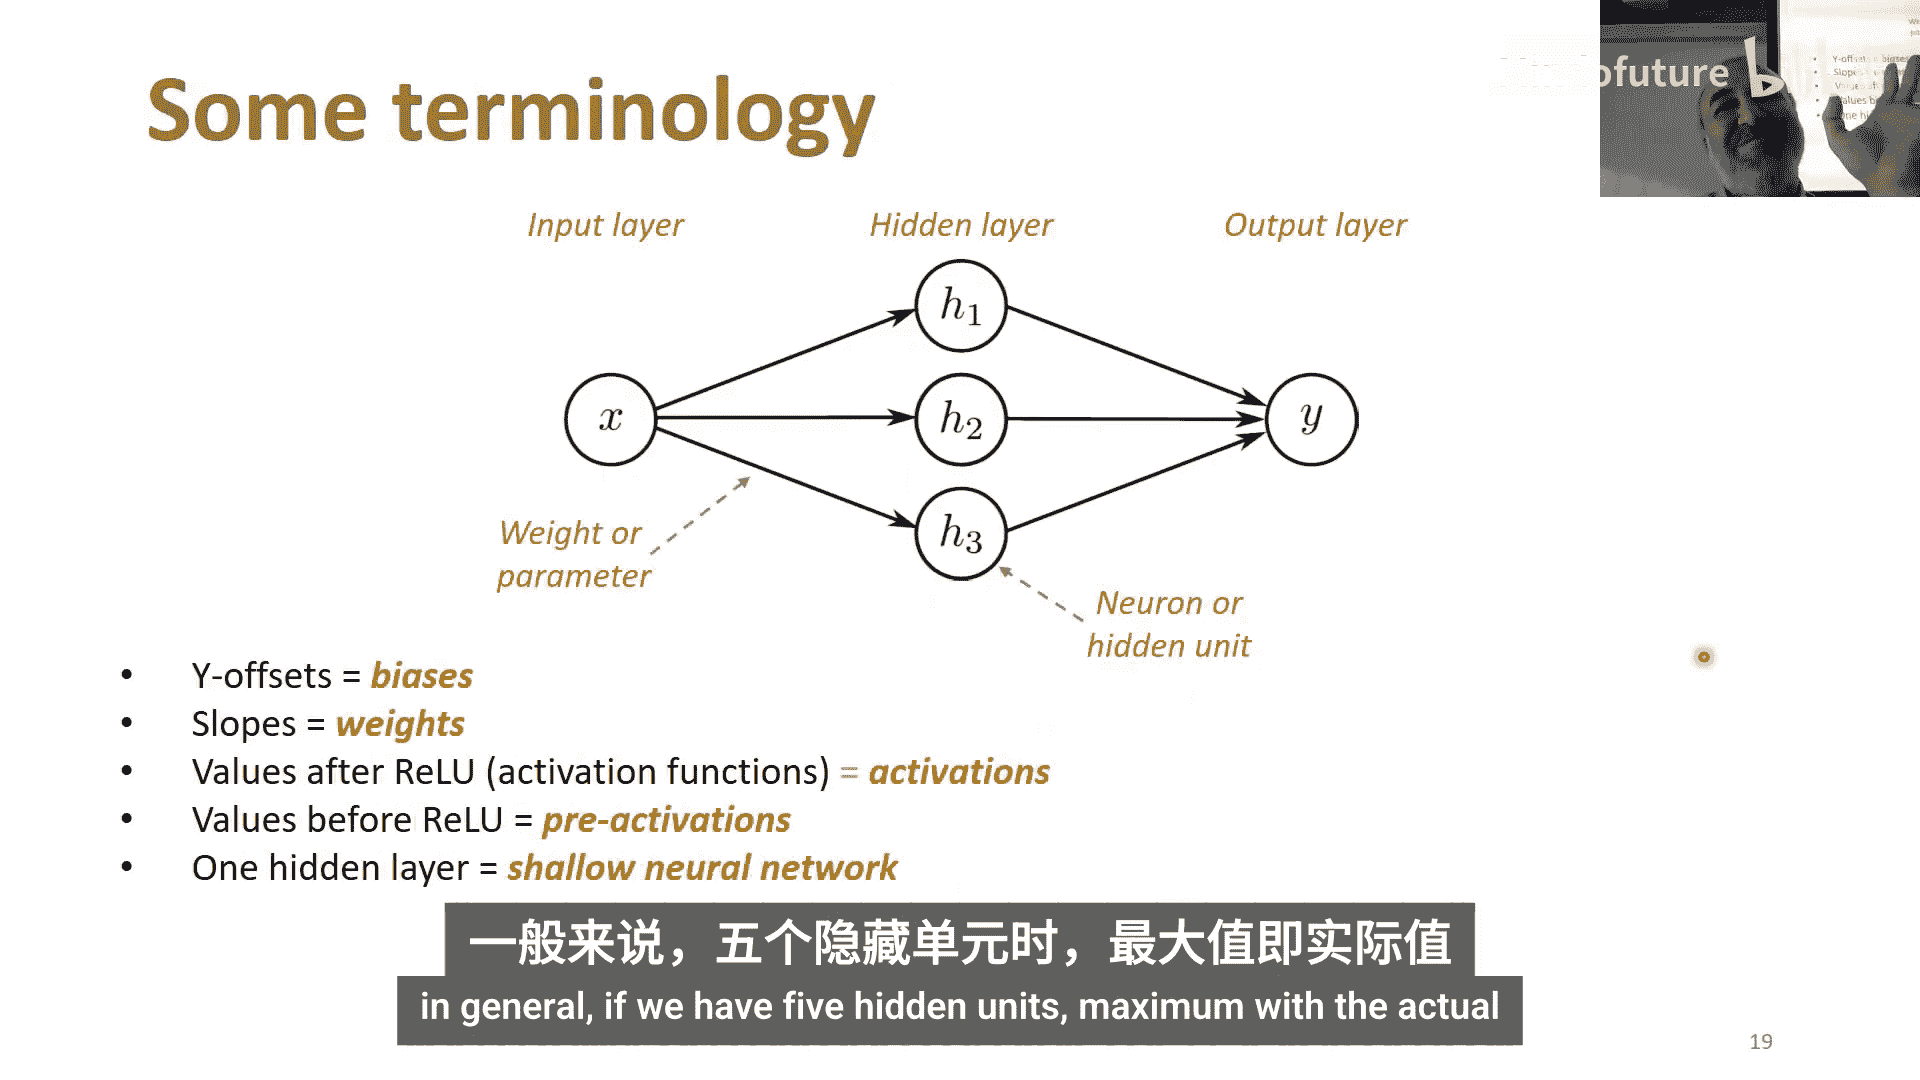 Some terminology
ofuture
Input layer
Hidden layer
Output layer
h1
x
h2
y
h3
Weight or
parameter
Neuron or
hidden unit
• Y-offsets = biases
• Slopes = weights
• Values after ReLU (activation functions) = activations
• Values before ReLU = pre-activations
• One hidden layer = shallow neural network
一般来说，五个隐藏单元时，最大值即实际值
in general, if we have five hidden units, maximum with the actual
19